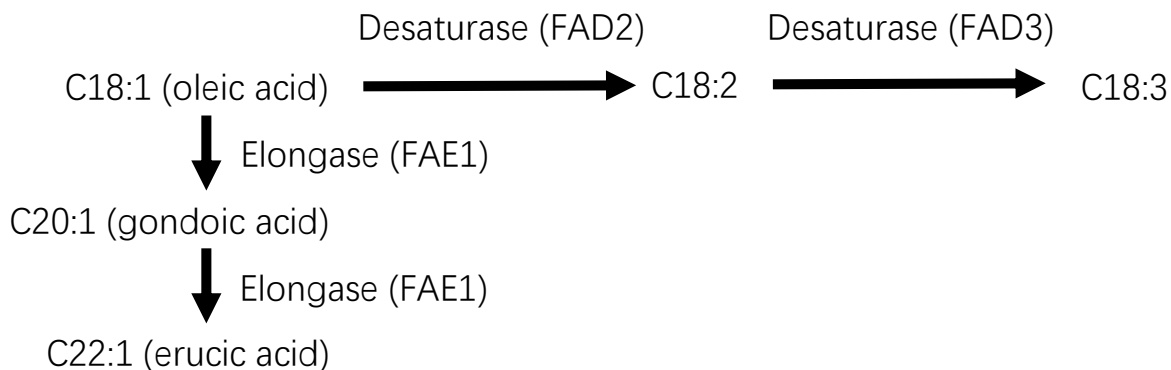 Desaturase (FAD2)
Desaturase (FAD3)
C18:1 (oleic acid)
C18:2
C18:3
Elongase (FAE1)
C20:1 (gondoic acid)
Elongase (FAE1)
C22:1 (erucic acid)